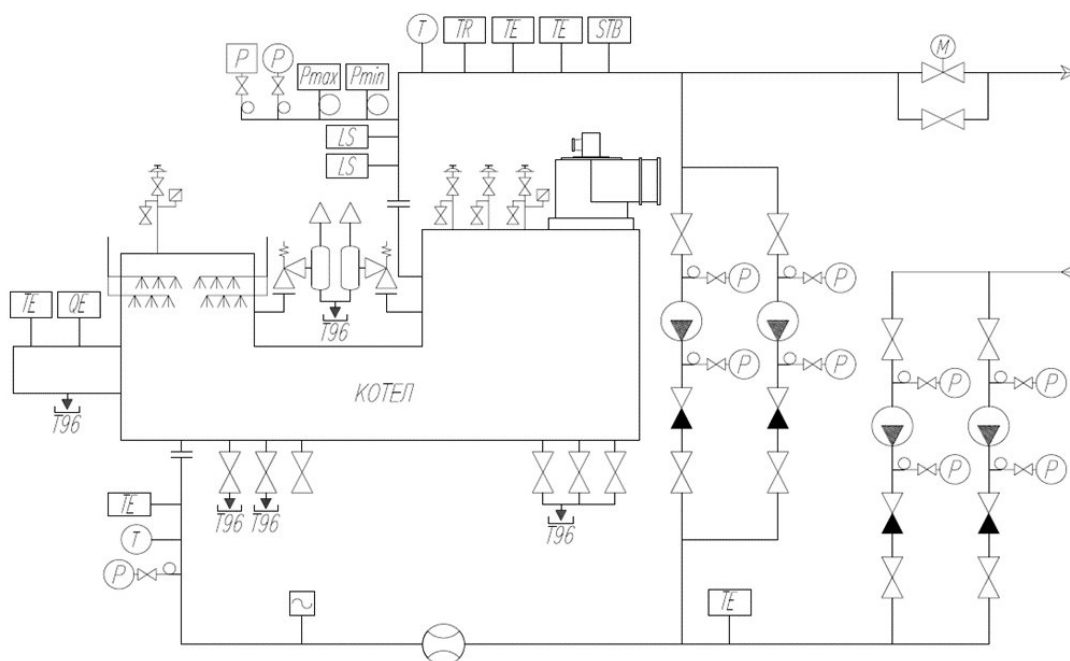 T TR TE TE STB
M
P P Pmax Pmin
LS
LS
TE QE
T96
P P
P P
T96
КОТЕЛ
P P
P P
T96 T96
T96
TE
T
P
TE